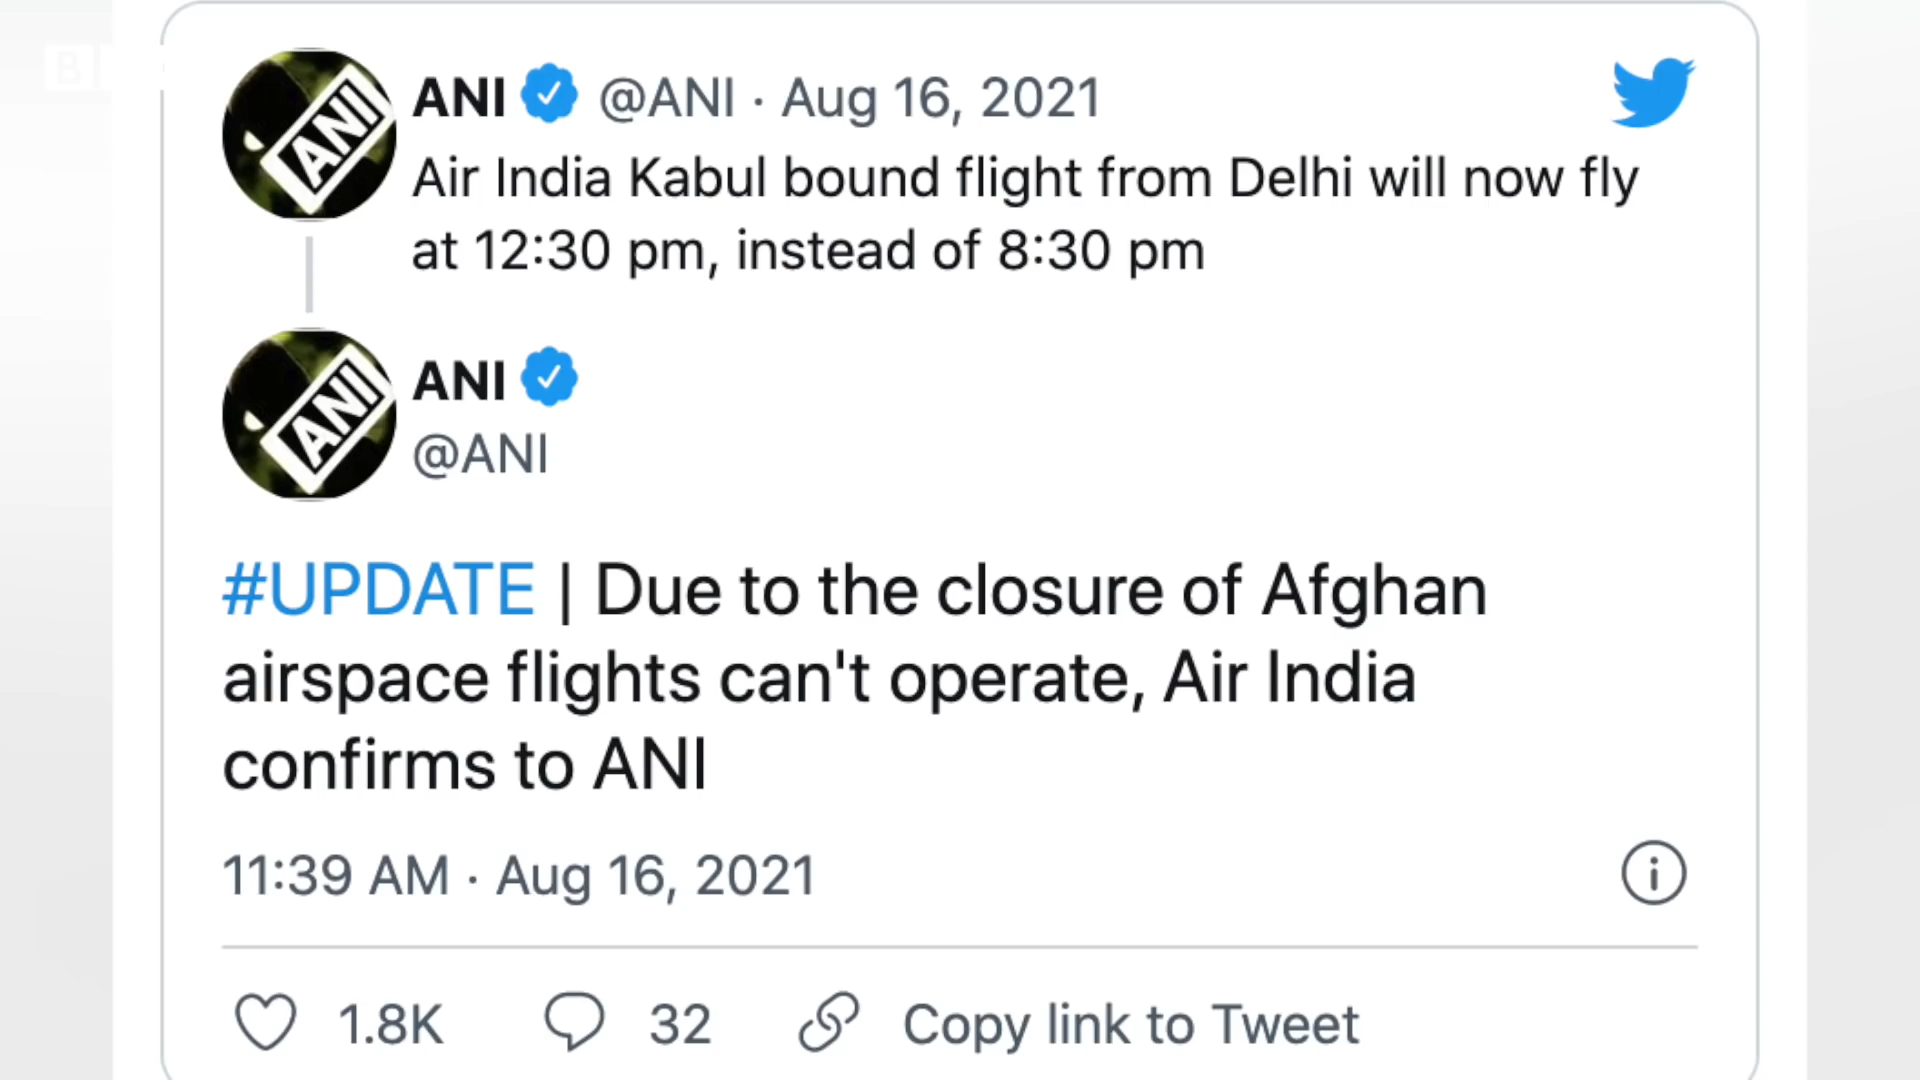 B
ANI
ANI @ANI · Aug 16, 2021
Air India Kabul bound flight from Delhi will now fly
at 12:30 pm, instead of 8:30 pm
ANI
ANI
@ANI
#UPDATE | Due to the closure of Afghan
airspace flights can't operate, Air India
confirms to ANI
11:39 AM · Aug 16, 2021
1.8K
32
Copy link to Tweet